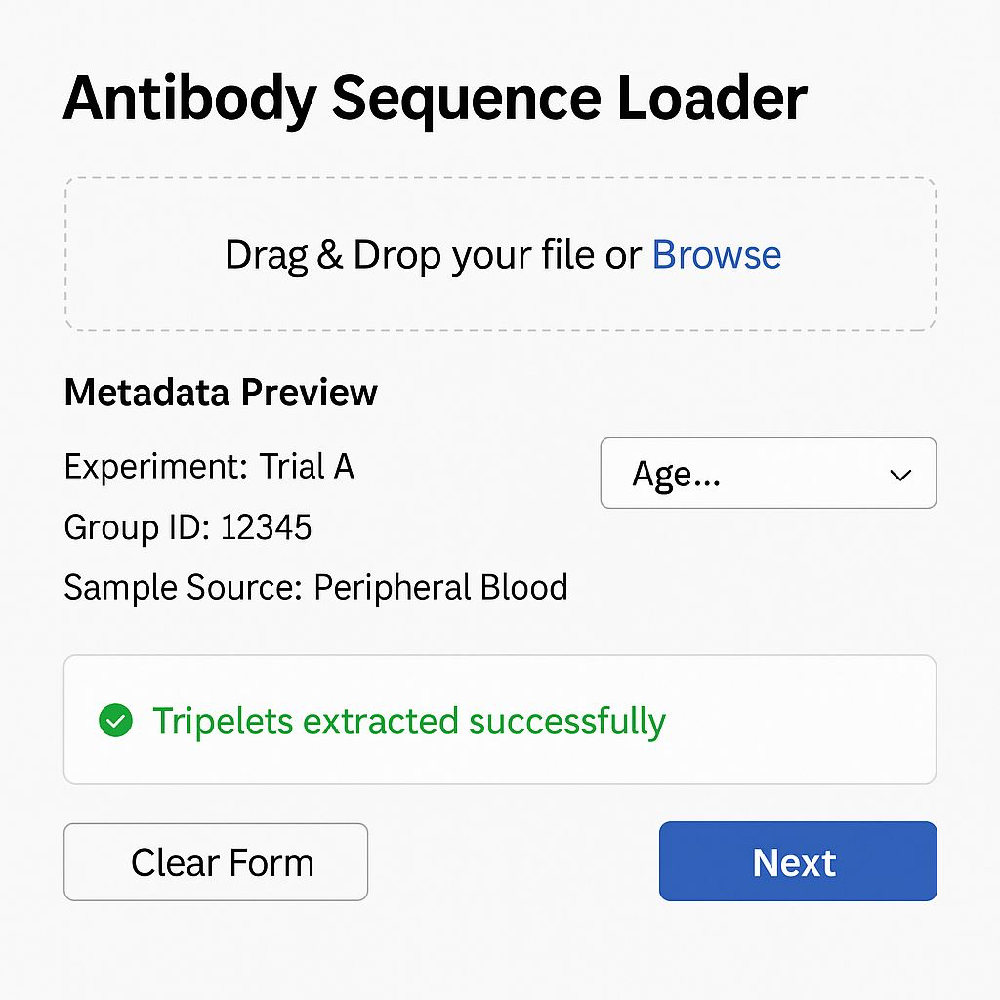 Antibody Sequence Loader
Drag & Drop your file or Browse
Metadata Preview
Experiment: Trial A
Age...
Group ID: 12345
Sample Source: Peripheral Blood
Tripelets extracted successfully
Clear Form
Next